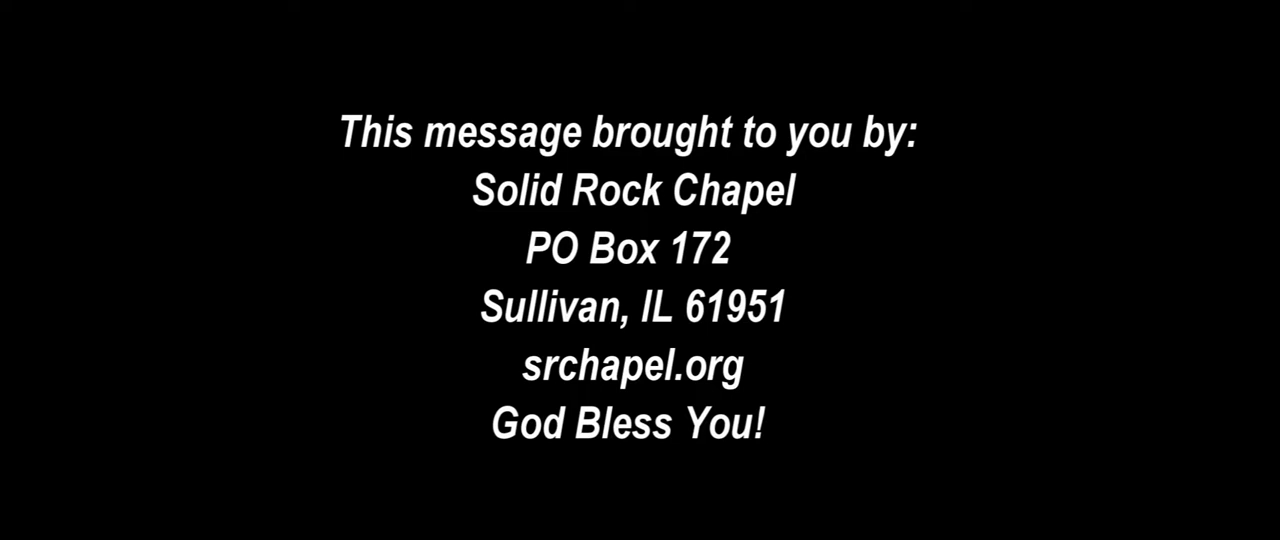 This message brought to you by:
Solid Rock Chapel
PO Box 172
Sullivan, IL 61951
srchapel.org
God Bless You!